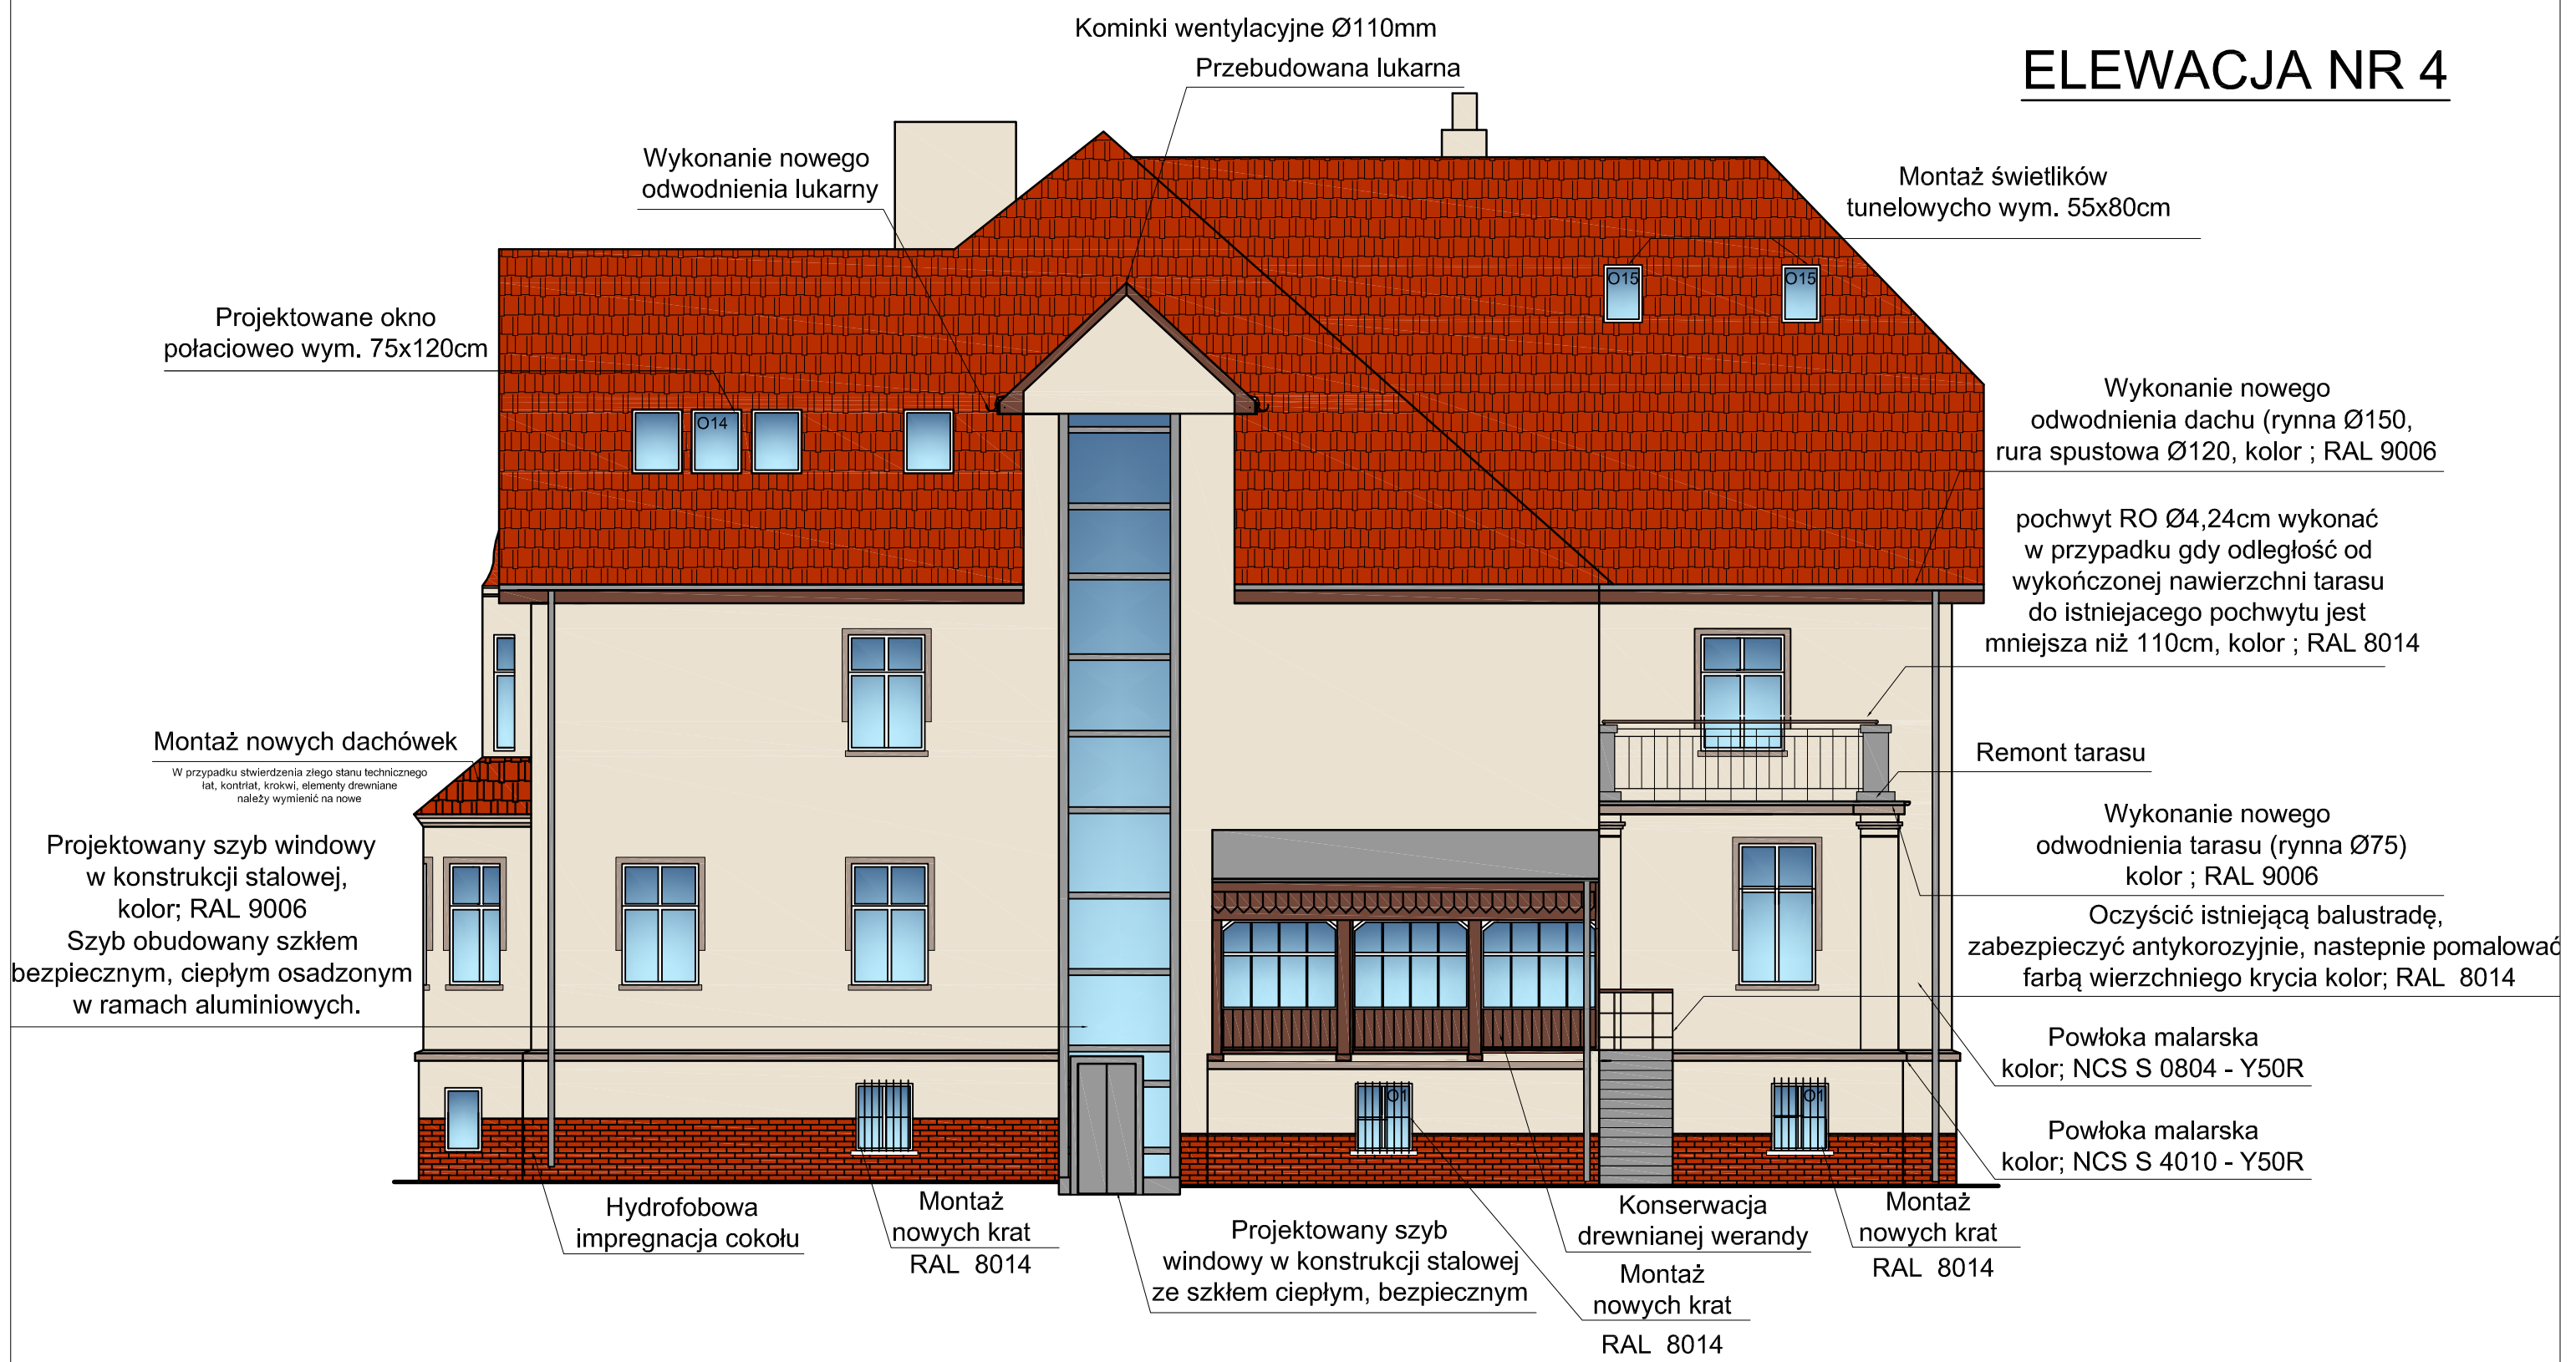 Kominki wentylacyjne Ø110mm
Przebudowana lukarna
ELEWACJA NR 4
Wykonanie nowego
odwodnienia lukarny
Montaż świetlików
tunelowycho wym. 55x80cm
O15
O15
Projektowane okno
połacioweo wym. 75x120cm
O14
Wykonanie nowego
odwodnienia dachu (rynna Ø150,
rura spustowa Ø120, kolor ; RAL 9006
pochwyt RO Ø4,24cm wykonać
w przypadku gdy odległość od
wykończonej nawierzchni tarasu
do istniejacego pochwytu jest
mniejsza niż 110cm, kolor ; RAL 8014
Montaż nowych dachówek
W przypadku stwierdzenia złego stanu technicznego
łat, kontrłat, krokwi, elementy drewniane
należy wymienić na nowe
Remont tarasu
Projektowany szyb windowy
w konstrukcji stalowej,
kolor; RAL 9006
Szyb obudowany szkłem
bezpiecznym, ciepłym osadzonym
w ramach aluminiowych.
Wykonanie nowego
odwodnienia tarasu (rynna Ø75)
kolor ; RAL 9006
Oczyścić istniejącą balustradę,
zabezpieczyć antykorozyjnie, nastepnie pomalować
farbą wierzchniego krycia kolor; RAL 8014
Powłoka malarska
kolor; NCS S 0804 - Y50R
O1
O1
Powłoka malarska
kolor; NCS S 4010 - Y50R
Hydrofobowa
impregnacja cokołu
Montaż
nowych krat
RAL 8014
Projektowany szyb
windowy w konstrukcji stalowej
ze szkłem ciepłym, bezpiecznym
Konserwacja
drewnianej werandy
Montaż
nowych krat
RAL 8014
Montaż
nowych krat
RAL 8014